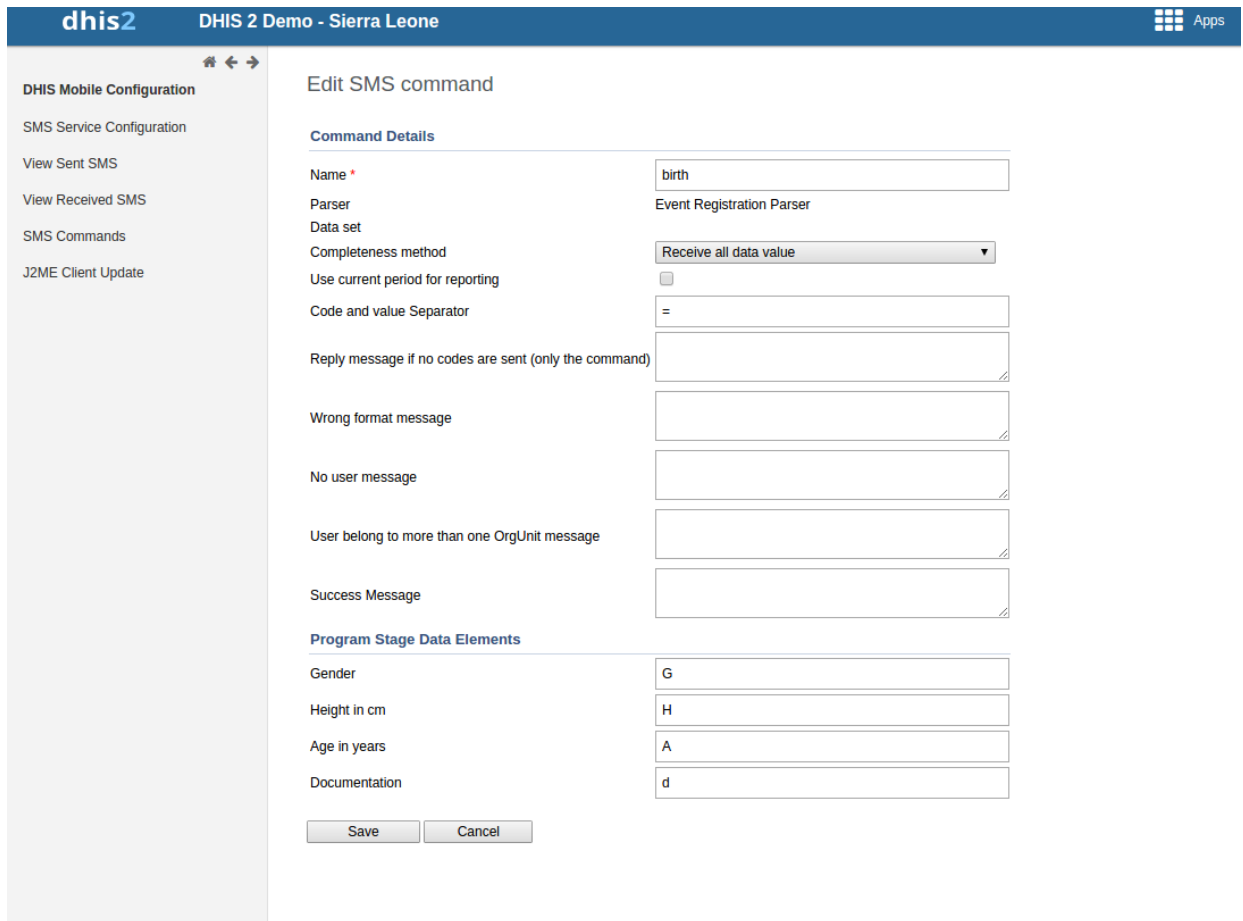 dhis2 DHIS 2 Demo - Sierra Leone Apps
DHIS Mobile Configuration
SMS Service Configuration
View Sent SMS
View Received SMS
SMS Commands
J2ME Client Update
Edit SMS command
Command Details
Name * birth
Parser Event Registration Parser
Data set
Completeness method Receive all data value
Use current period for reporting
Code and value Separator =
Reply message if no codes are sent (only the command)
Wrong format message
No user message
User belong to more than one OrgUnit message
Success Message
Program Stage Data Elements
Gender G
Height in cm H
Age in years A
Documentation d
Save Cancel